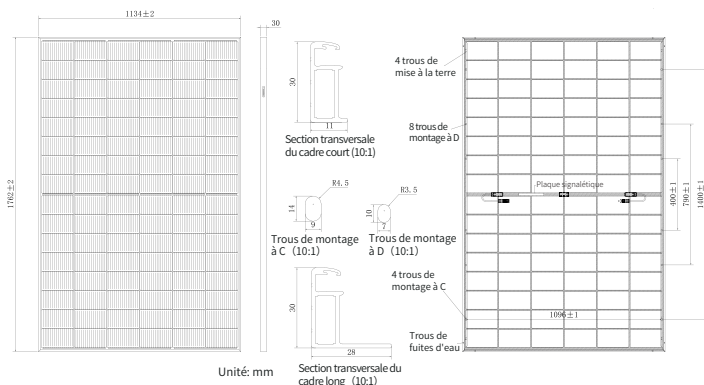 1134±2
30
1762±2
30
11
Section transversale
du cadre court (10:1)
R4.5
14
9
Trous de montage
à C（10:1）
R3.5
10
7
Trous de montage
à D（10:1）
30
28
Section transversale du
cadre long（10:1）
Unité: mm
4 trous de
mise à la terre
8 trous de
montage à D
Plaque signalétique
4 trous de
montage à C
1096±1
Trous de
fuites d'eau
400±1
790±1
1400±1